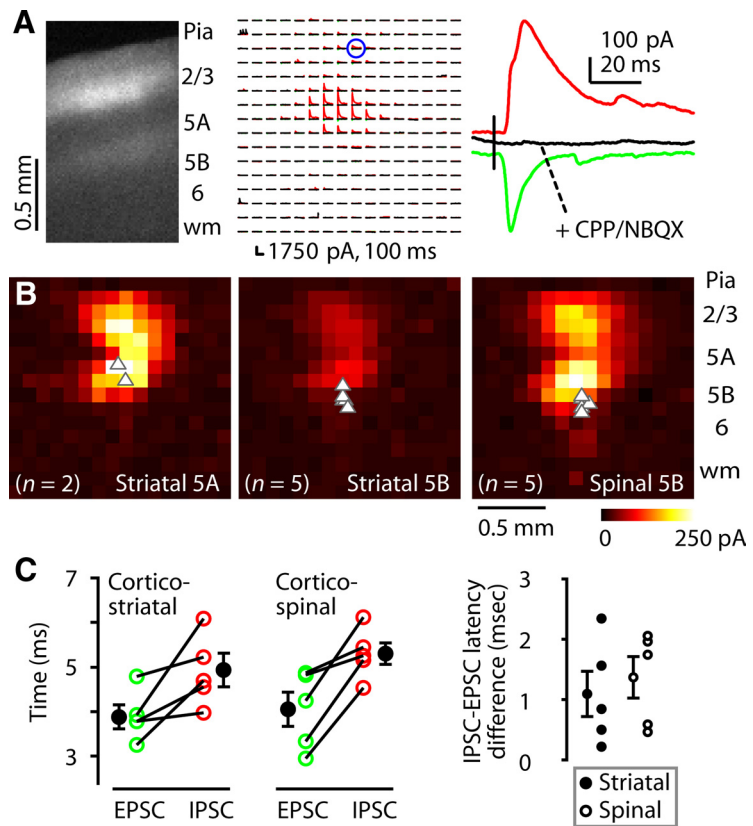 A
Pia
2/3
5A
5B
6
wm
0.5 mm
1750 pA, 100 ms
100 pA
20 ms
+ CPP/NBQX
B
(n = 2) Striatal 5A
(n = 5) Striatal 5B
(n = 5) Spinal 5B
Pia
2/3
5A
5B
6
wm
0.5 mm
0 250 pA
C
Time (ms)
7
5
3
Cortico-
striatal
Cortico-
spinal
EPSC IPSC
EPSC IPSC
IPSC-EPSC latency
difference (msec)
3
2
1
0
Striatal
Spinal